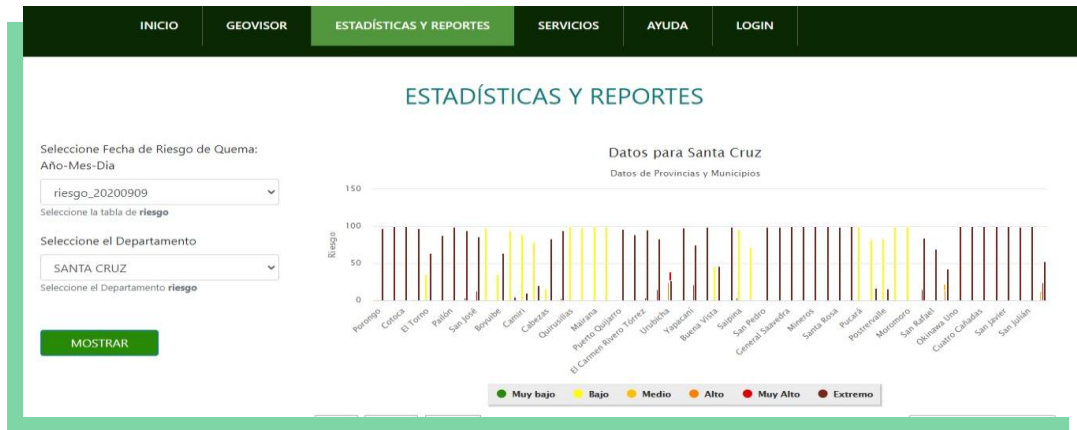 INICIO GEOVISOR ESTADÍSTICAS Y REPORTES SERVICIOS AYUDA LOGIN
ESTADÍSTICAS Y REPORTES
Seleccione Fecha de Riesgo de Quema:
Año-Mes-Dia
riesgo_20200909
Seleccione la tabla de riesgo
Seleccione el Departamento
SANTA CRUZ
Seleccione el Departamento riesgo
MOSTRAR
Datos para Santa Cruz
Datos de Provincias y Municipios
Riesgo
150
100
50
0
Porongo
Cotoca
El Torno
Pailón
San José
Boyuibe
Camiri
Cabezas
Quirusillas
Mairana
Puerto Quijarro
El Carmen Rivero Tórrez
Urubicha
Yapacaní
Buena Vista
Saipina
San Pedro
General Saavedra
Mineros
Santa Rosa
Pucará
Postrervalle
Moromoro
San Rafael
Okinawa Uno
Cuatro Cañadas
San Javier
San Julián
Muy bajo Bajo Medio Alto Muy Alto Extremo